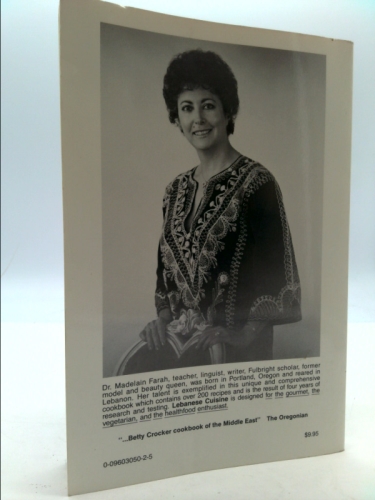 Dr. Madelain Farah, teacher, linguist, writer, Fulbright scholar, former
model and beauty queen, was born in Portland, Oregon and reared in
Lebanon. Her talent is exemplified in this unique and comprehensive
cookbook which contains over 200 recipes and is the result of four years of
research and testing. Lebanese Cuisine is designed for the gourmet, the
vegetarian, and the healthfood enthusiast.
"...Betty Crocker cookbook of the Middle East" The Oregonian
$9.95
0-09603050-2-5